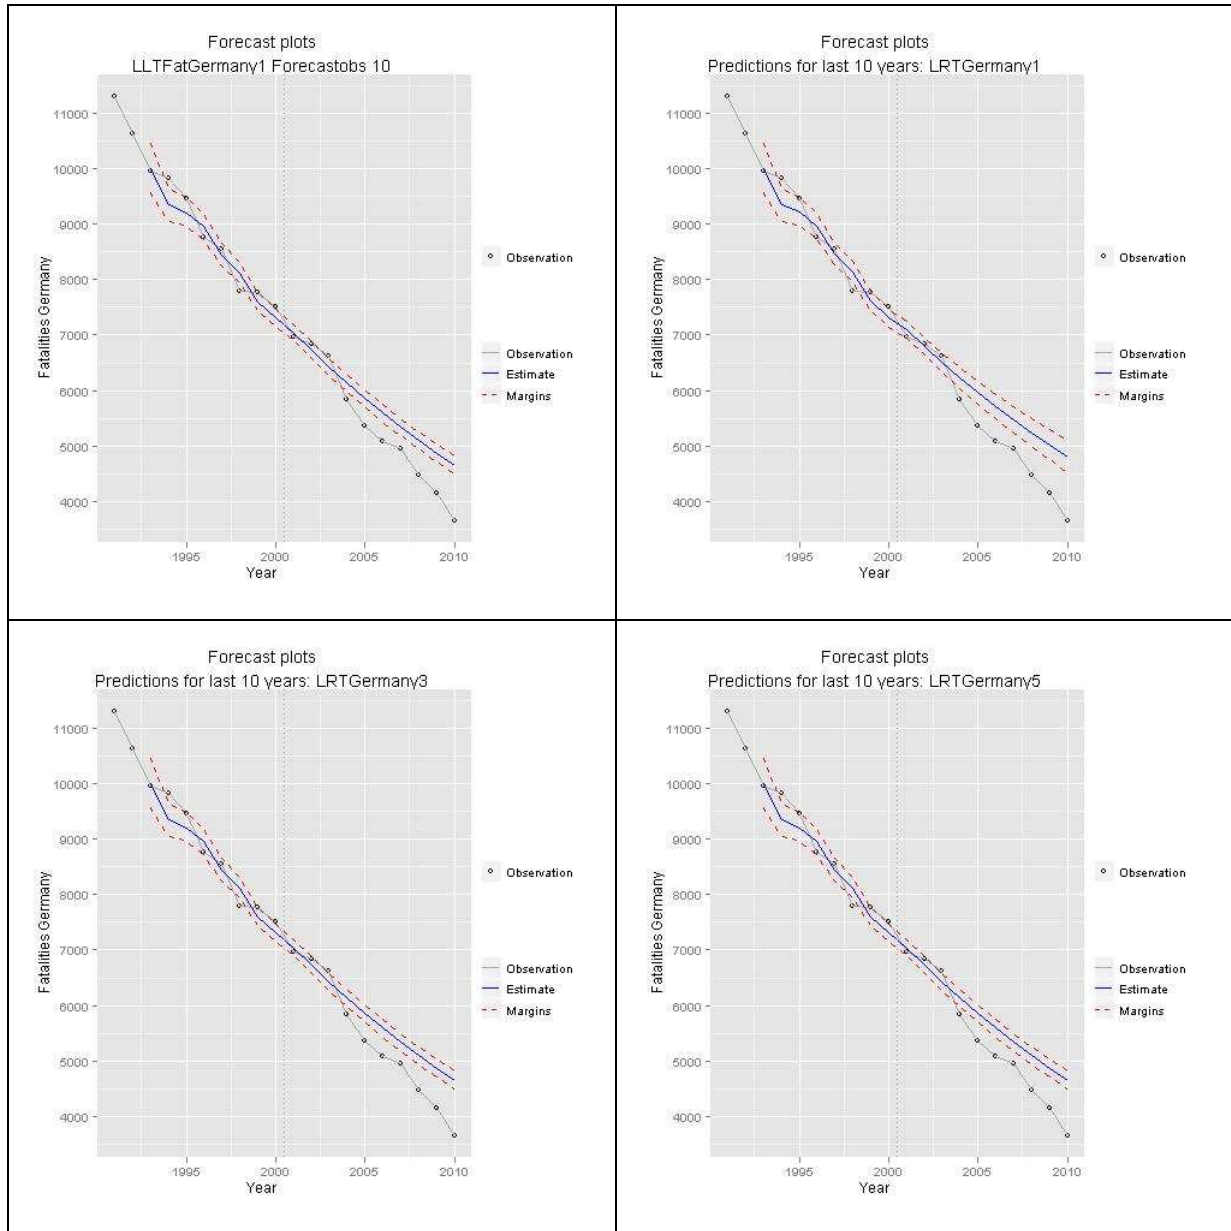 Forecast plots
LLTFatGermany1 Forecastobs 10
11000
10000
9000
8000
7000
6000
5000
4000
Fatalities Germany
1995
2000
2005
2010
Year
Observation
Observation
Estimate
Margins
Forecast plots
Predictions for last 10 years: LRTGermany1
11000
10000
9000
8000
7000
6000
5000
4000
Fatalities Germany
1995
2000
2005
2010
Year
Observation
Observation
Estimate
Margins
Forecast plots
Predictions for last 10 years: LRTGermany3
11000
10000
9000
8000
7000
6000
5000
4000
Fatalities Germany
1995
2000
2005
2010
Year
Observation
Observation
Estimate
Margins
Forecast plots
Predictions for last 10 years: LRTGermany5
11000
10000
9000
8000
7000
6000
5000
4000
Fatalities Germany
1995
2000
2005
2010
Year
Observation
Observation
Estimate
Margins